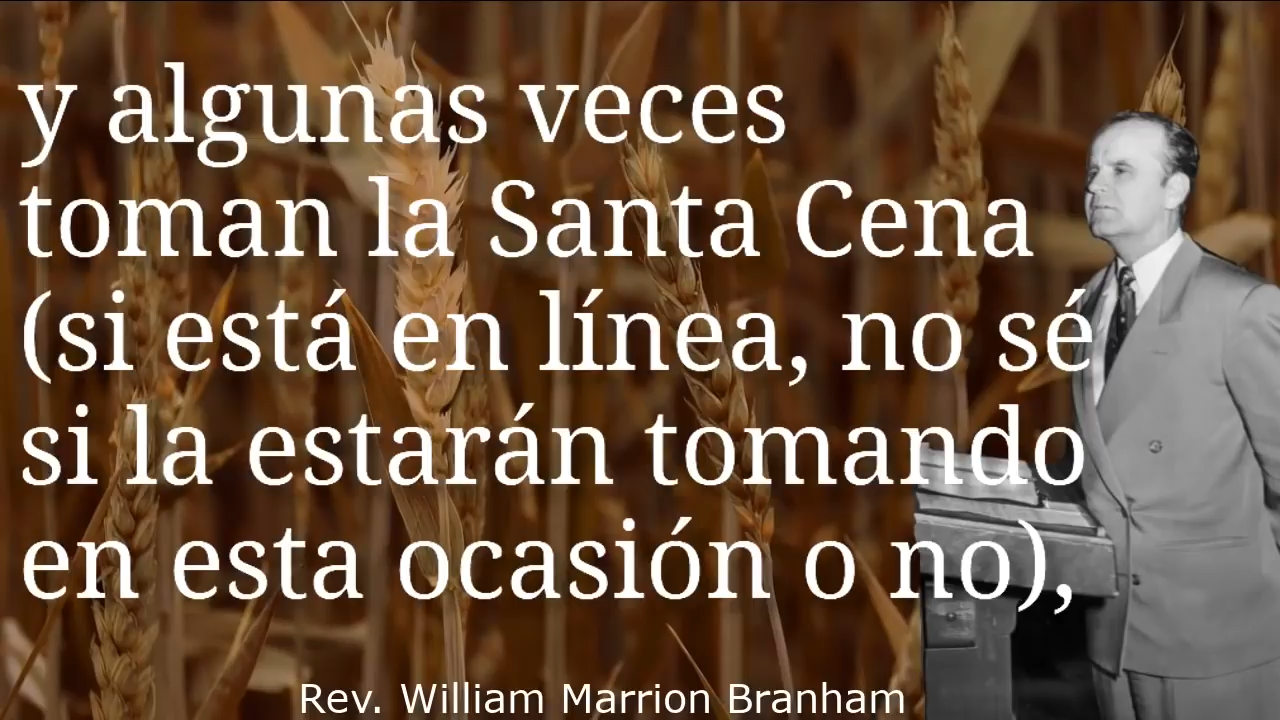 y algunas veces
toman la Santa Cena
(si está en línea, no sé
si la estarán tomando
en esta ocasión o no),
Rev. William Marrion Branham